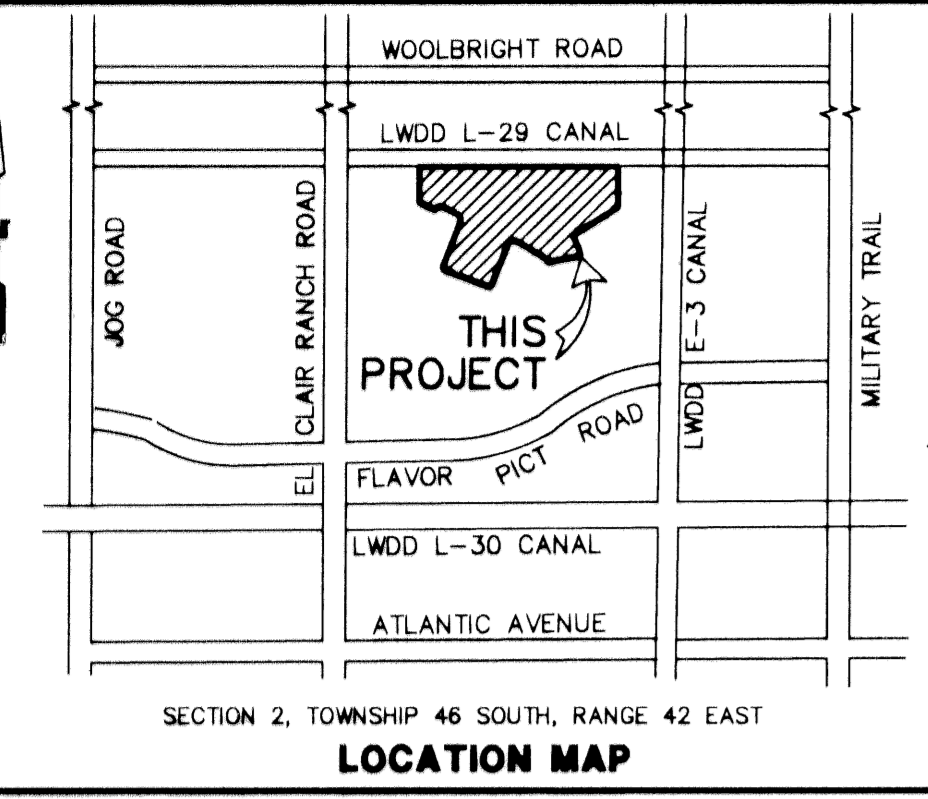 WOOLBRIGHT ROAD
LWDD L-29 CANAL
JOG ROAD
EL CLAIR RANCH ROAD
LWDD E-3 CANAL
MILITARY TRAIL
THIS
PROJECT
FLAVOR PICT ROAD
LWDD L-30 CANAL
ATLANTIC AVENUE
SECTION 2, TOWNSHIP 46 SOUTH, RANGE 42 EAST
LOCATION MAP